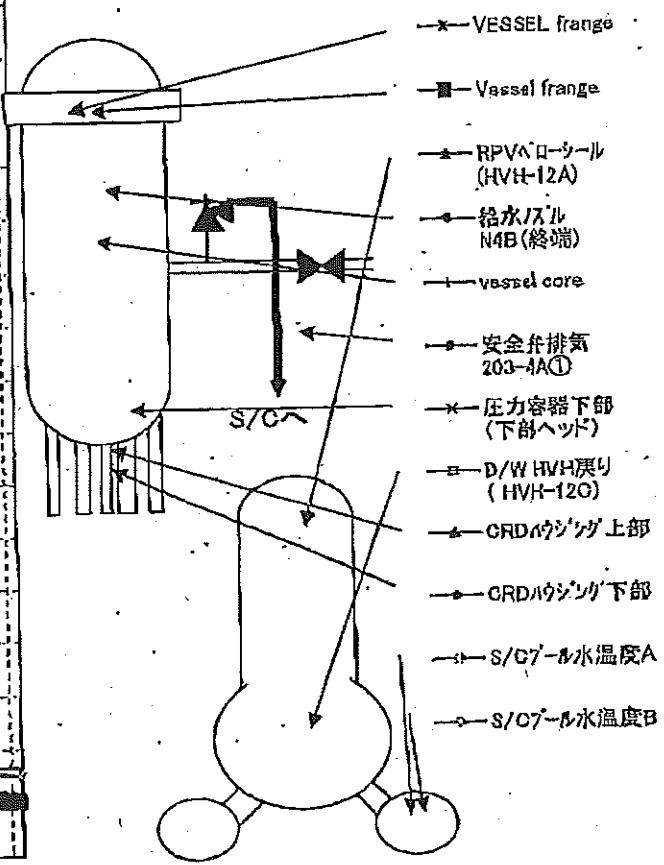 VESSEL frange
Vassel frange
RPVベローシール
(HVH-12A)
給水ノズル
N4B(終端)
vassel core
安全弁排気
203-4A①
圧力容器下部
(下部ヘッド)
D/W HVH戻り
(HVH-12C)
CRDハウジング上部
CRDハウジング下部
S/Cプール水温度A
S/Cプール水温度B
S/Cへ